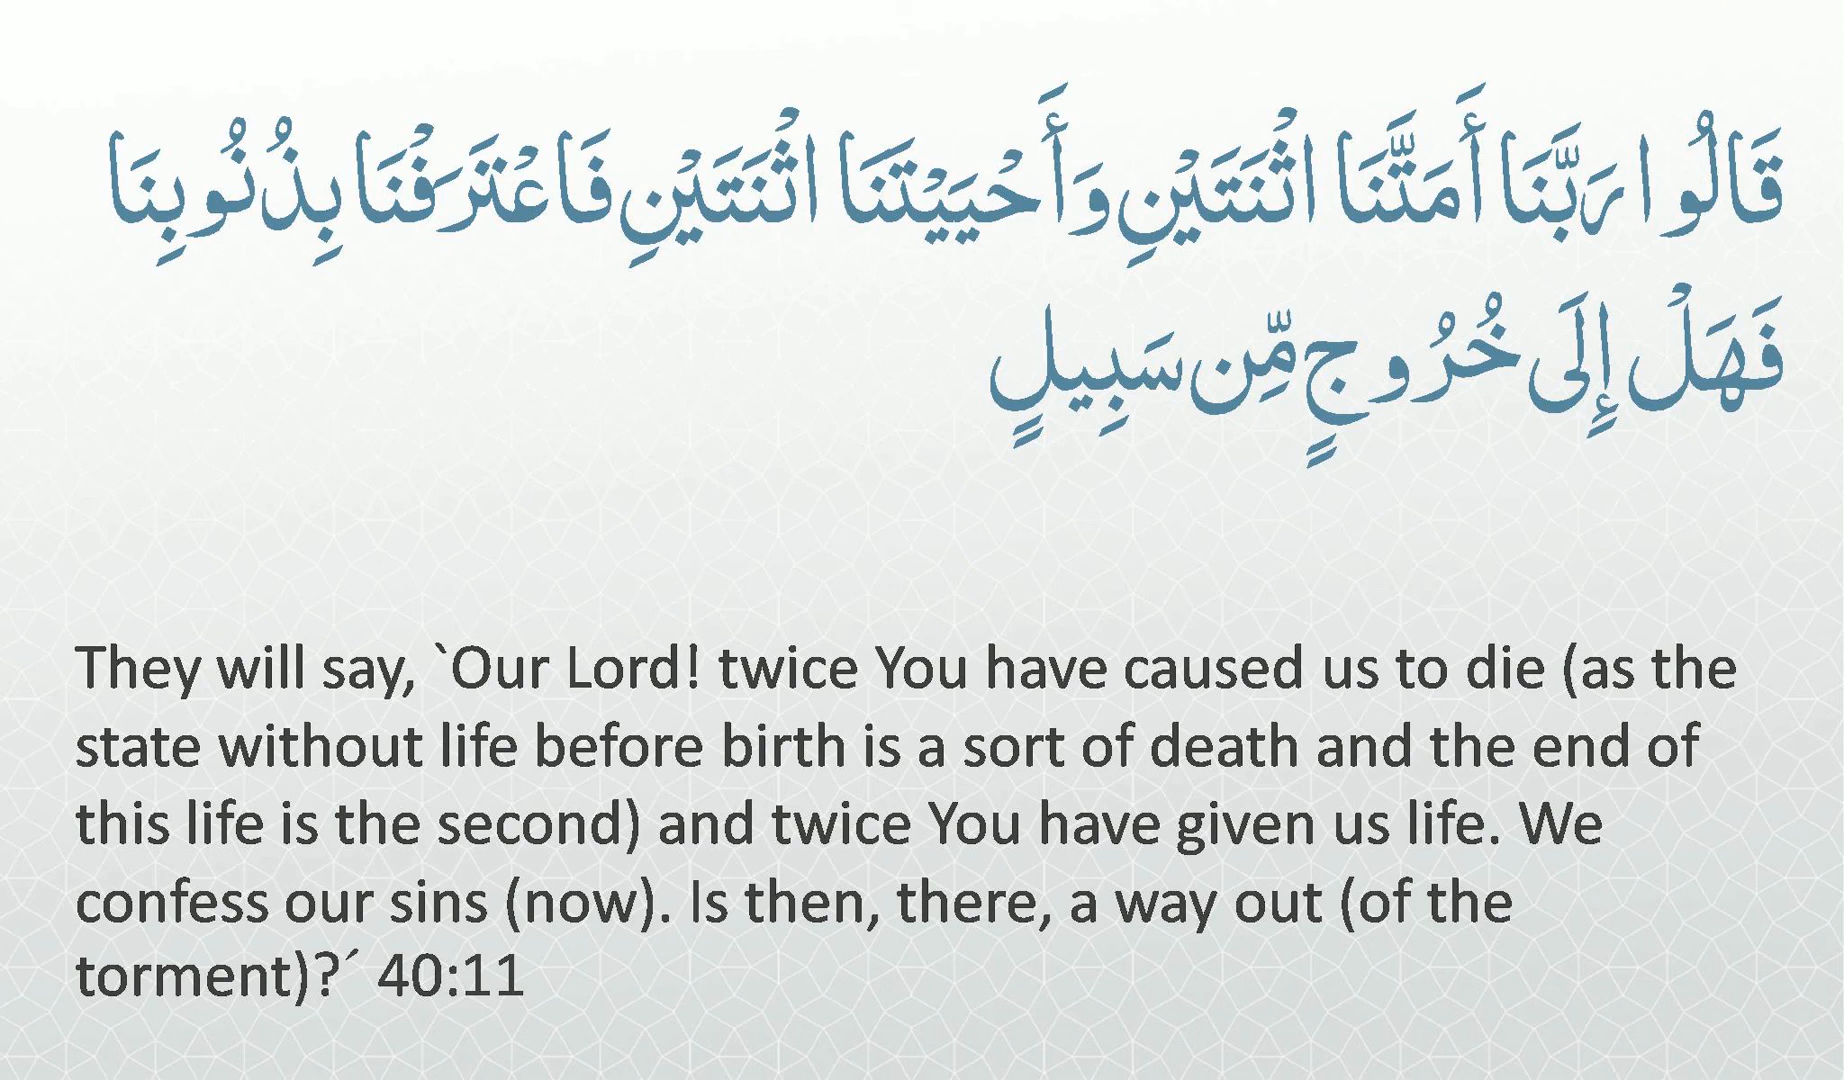 قَالُوا رَبَّنَا أَمَتَّنَا اثْنَتَيْنِ وَأَحْيَيْتَنَا اثْنَتَيْنِ فَاعْتَرَفْنَا بِذُنُوبِنَا
فَهَلْ إِلَى خُرُوجٍ مِّن سَبِيلٍ
They will say, `Our Lord! twice You have caused us to die (as the
state without life before birth is a sort of death and the end of
this life is the second) and twice You have given us life. We
confess our sins (now). Is then, there, a way out (of the
torment)?´ 40:11